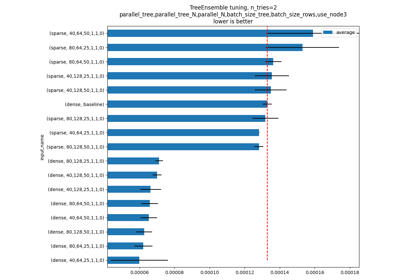 TreeEnsemble tuning, n_tries=2
parallel_tree,parallel_tree_N,parallel_N,batch_size_tree,batch_size_rows,use_node3
lower is better
average
(sparse, 40,64,50,1,1,0)
(sparse, 80,64,25,1,1,0)
(sparse, 80,64,50,1,1,0)
(sparse, 40,128,25,1,1,0)
(sparse, 40,128,50,1,1,0)
(dense, baseline)
(sparse, 80,128,25,1,1,0)
(sparse, 40,64,25,1,1,0)
(sparse, 80,128,50,1,1,0)
(dense, 80,128,25,1,1,0)
(dense, 40,128,50,1,1,0)
(dense, 40,128,25,1,1,0)
(dense, 80,64,50,1,1,0)
(dense, 40,64,50,1,1,0)
(dense, 80,128,50,1,1,0)
(dense, 80,64,25,1,1,0)
(dense, 40,64,25,1,1,0)
input,name
0.00006 0.00008 0.00010 0.00012 0.00014 0.00016 0.00018